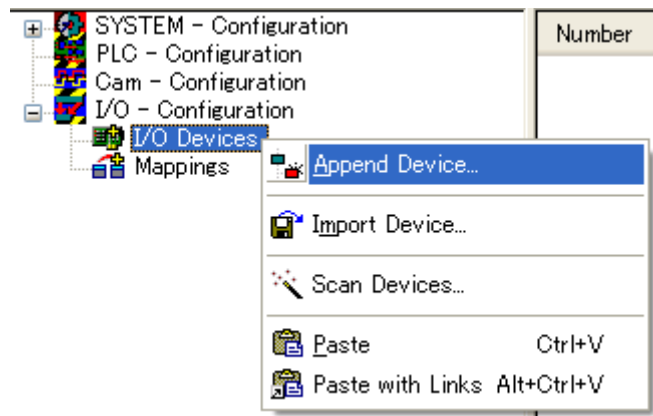 SYSTEM - Configuration
Number
PLC - Configuration
Cam - Configuration
I/O - Configuration
I/O Devices
Mappings
Append Device...
Import Device...
Scan Devices...
Paste Ctrl+V
Paste with Links Alt+Ctrl+V